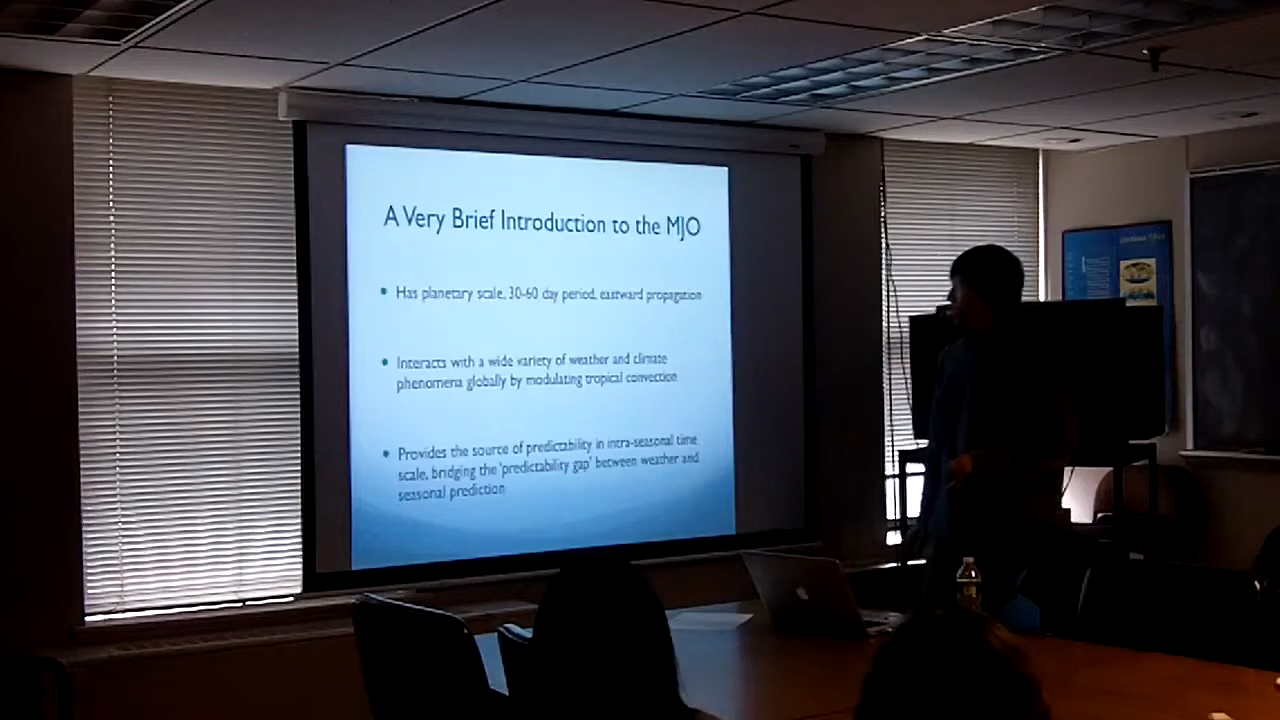 A Very Brief Introduction to the MJO
• Has planetary scale, 30-60 day period, eastward propagation
• Interacts with a wide variety of weather and climate
phenomena globally by modulating tropical convection
• Provides the source of predictability in intra-seasonal time
scale, bridging the 'predictability gap' between weather and
seasonal prediction